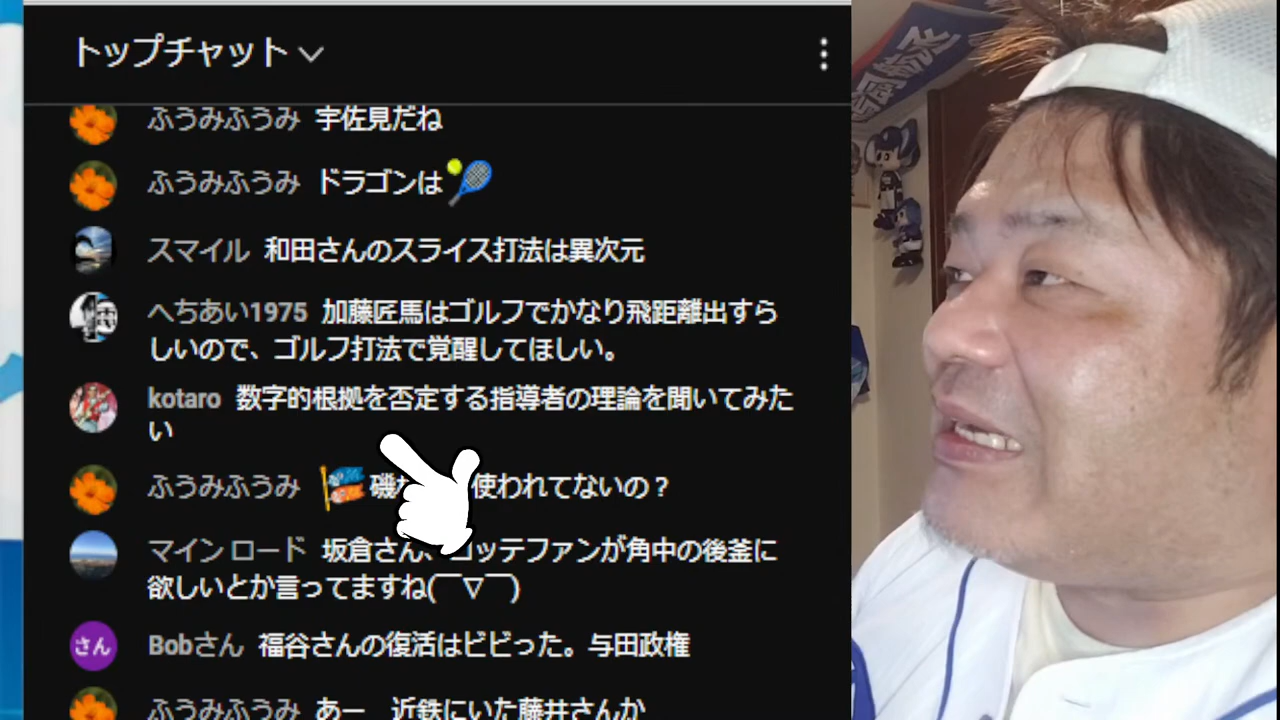 トップチャット
ふうみふうみ 宇佐見だね
ふうみふうみ ドラゴンは
スマイル 和田さんのスライス打法は異次元
へちあい1975 加藤匠馬はゴルフでかなり飛距離出すら
しいので、ゴルフ打法で覚醒してほしい。
kotaro 数字的根拠を否定する指導者の理論を聞いてみた
い
ふうみふうみ 磯 使われてないの？
マイン ロード 坂倉さん、ロッテファンが角中の後釜に
欲しいとか言ってますね(￣▽￣)
さん Bobさん 福谷さんの復活はビビった。与田政権
ふうみふうみ あー 近鉄にいた藤井さんか